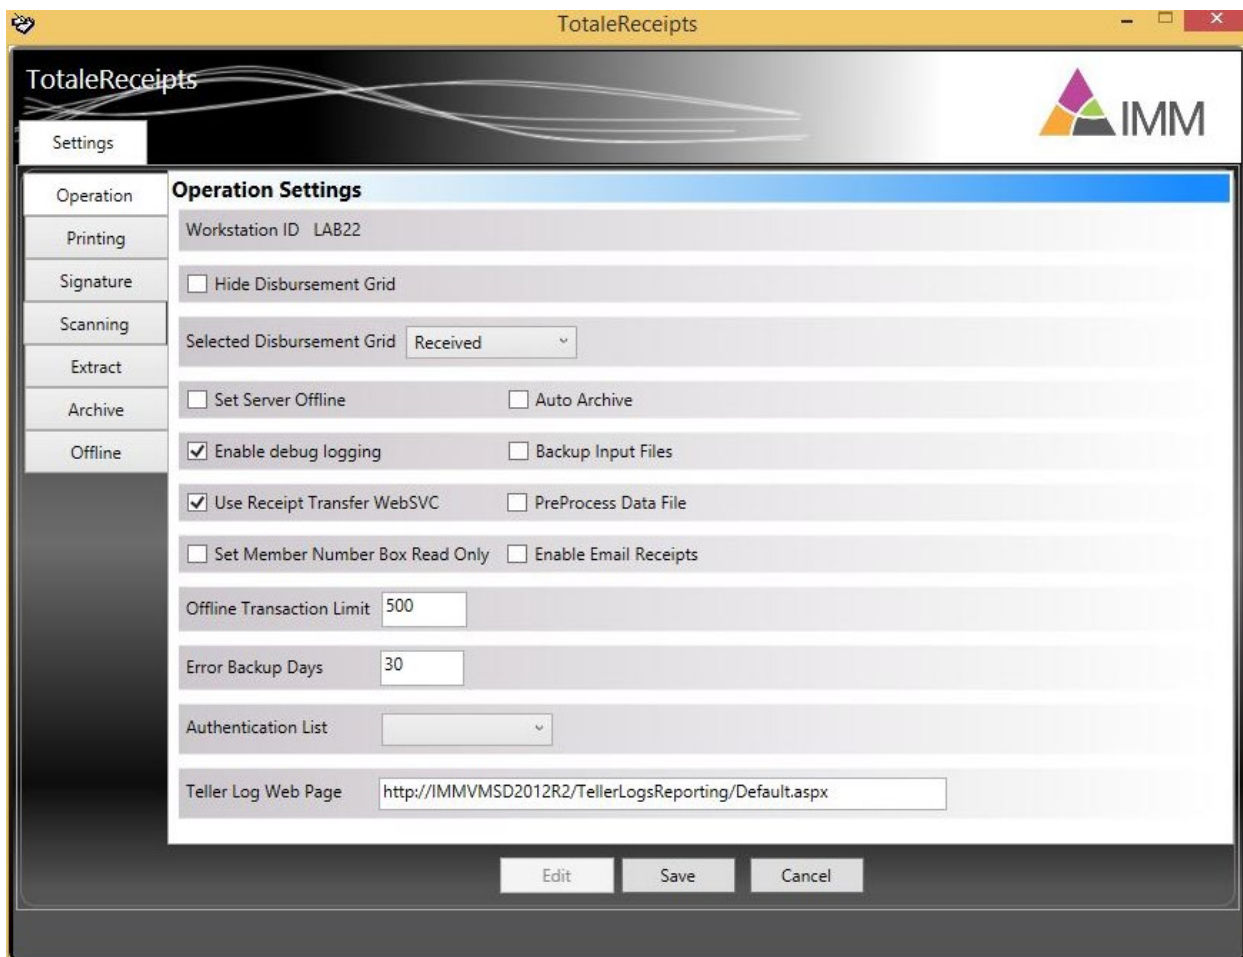 TotaleReceipts
TotaleReceipts
IMM
Settings
Operation
Printing
Signature
Scanning
Extract
Archive
Offline
Operation Settings
Workstation ID LAB22
Hide Disbursement Grid
Selected Disbursement Grid Received
Set Server Offline Auto Archive
Enable debug logging Backup Input Files
Use Receipt Transfer WebSVC PreProcess Data File
Set Member Number Box Read Only Enable Email Receipts
Offline Transaction Limit 500
Error Backup Days 30
Authentication List
Teller Log Web Page http://IMMVMSD2012R2/TellerLogsReporting/Default.aspx
Edit Save Cancel